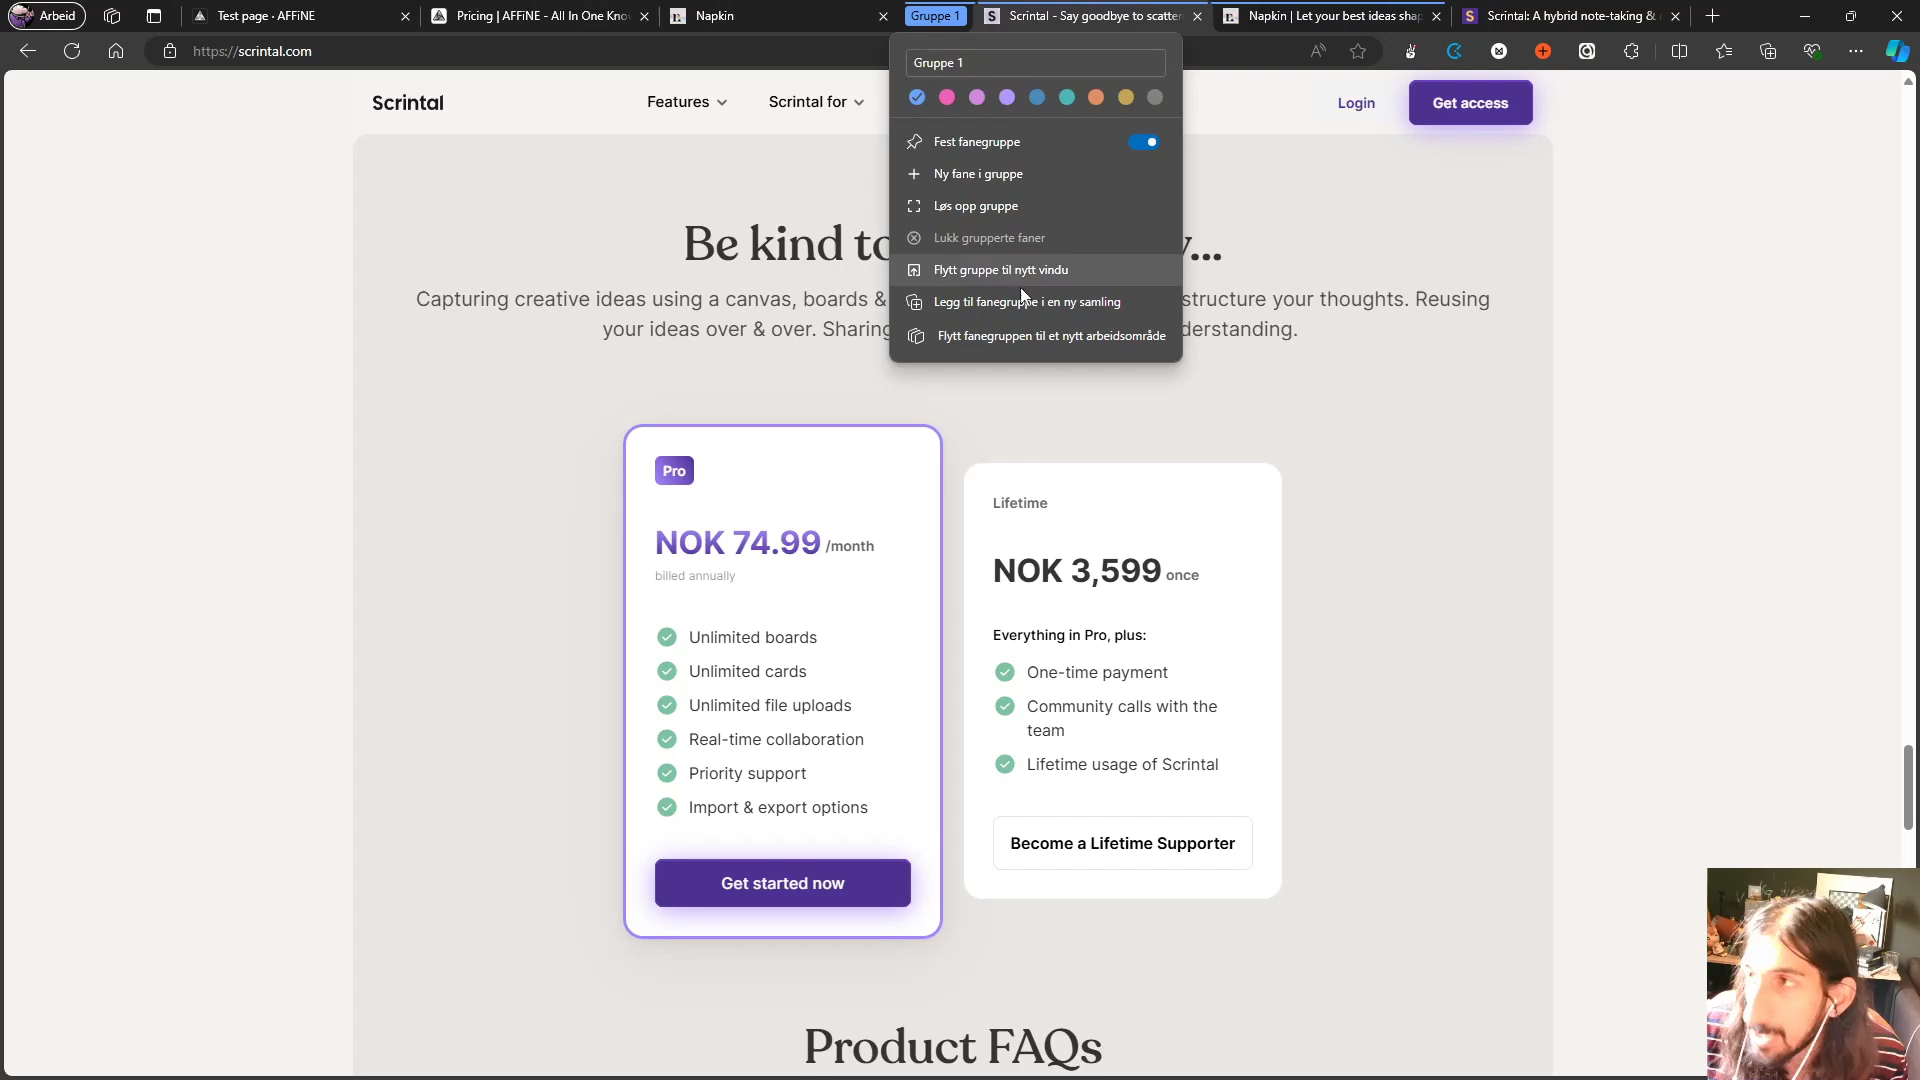 Arbeid
Test page · AFFiNE
Pricing | AFFiNE - All In One Kno
Napkin
Gruppe 1
Scrintal - Say goodbye to scatte
Napkin | Let your best ideas sha
Scrintal: A hybrid note-taking &
https://scrintal.com
Gruppe 1
Fest fanegruppe
Ny fane i gruppe
Løs opp gruppe
Lukk grupperte faner
Flytt gruppe til nytt vindu
Legg til fanegruppe i en ny samling
Flytt fanegruppen til et nytt arbeidsområde
Scrintal
Features
Scrintal for
Login
Get access
Be kind to
Capturing creative ideas using a canvas, boards & structure your thoughts. Reusing
your ideas over & over. Sharing
Pro
NOK 74.99 /month
billed annually
Unlimited boards
Unlimited cards
Unlimited file uploads
Real-time collaboration
Priority support
Import & export options
Get started now
Lifetime
NOK 3,599 once
Everything in Pro, plus:
One-time payment
Community calls with the
team
Lifetime usage of Scrintal
Become a Lifetime Supporter
Product FAQs